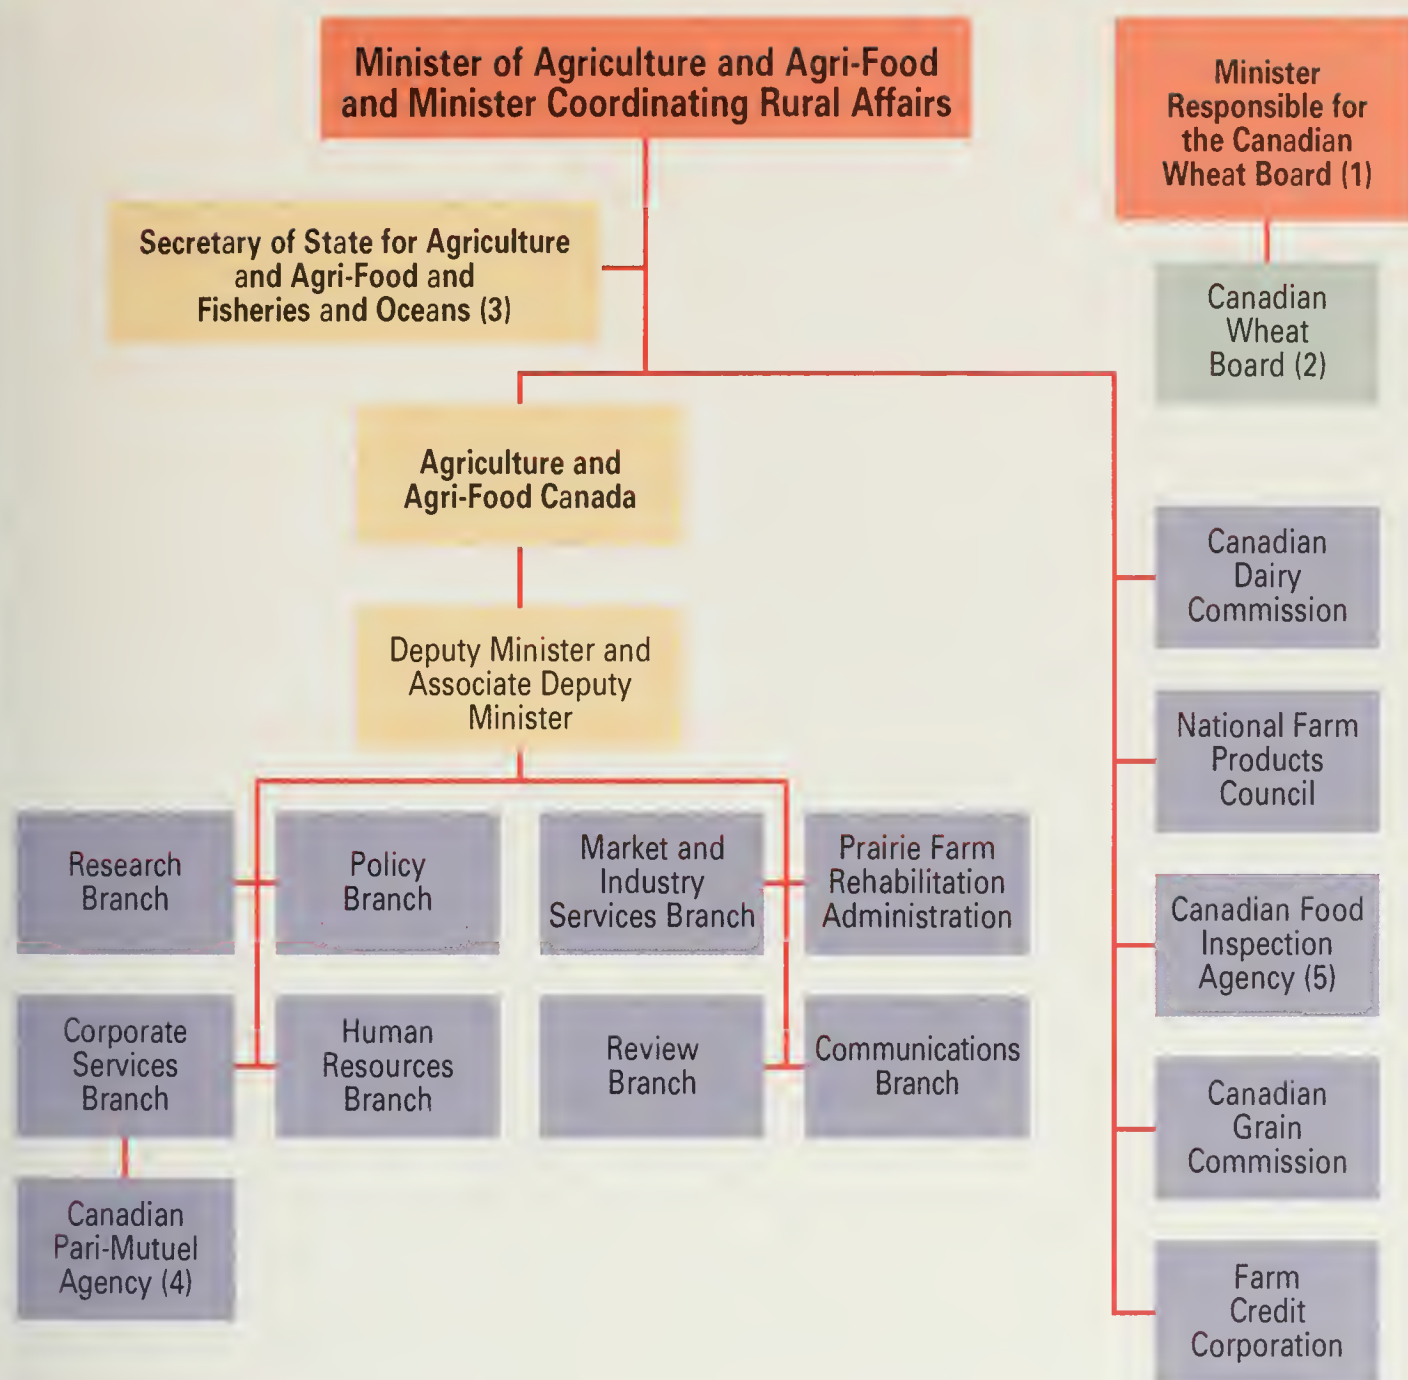 Minister of Agriculture and Agri-Food
and Minister Coordinating Rural Affairs
Minister
Responsible for
the Canadian
Wheat Board (1)
Secretary of State for Agriculture
and Agri-Food and
Fisheries and Oceans (3)
Canadian
Wheat
Board (2)
Agriculture and
Agri-Food Canada
Deputy Minister and
Associate Deputy
Minister
Research
Branch
Policy
Branch
Market and
Industry
Services Branch
Prairie Farm
Rehabilitation
Administration
Corporate
Services
Branch
Human
Resources
Branch
Review
Branch
Communications
Branch
Canadian
Pari-Mutuel
Agency (4)
Canadian
Dairy
Commission
National Farm
Products
Council
Canadian Food
Inspection
Agency (5)
Canadian
Grain
Commission
Farm
Credit
Corporation